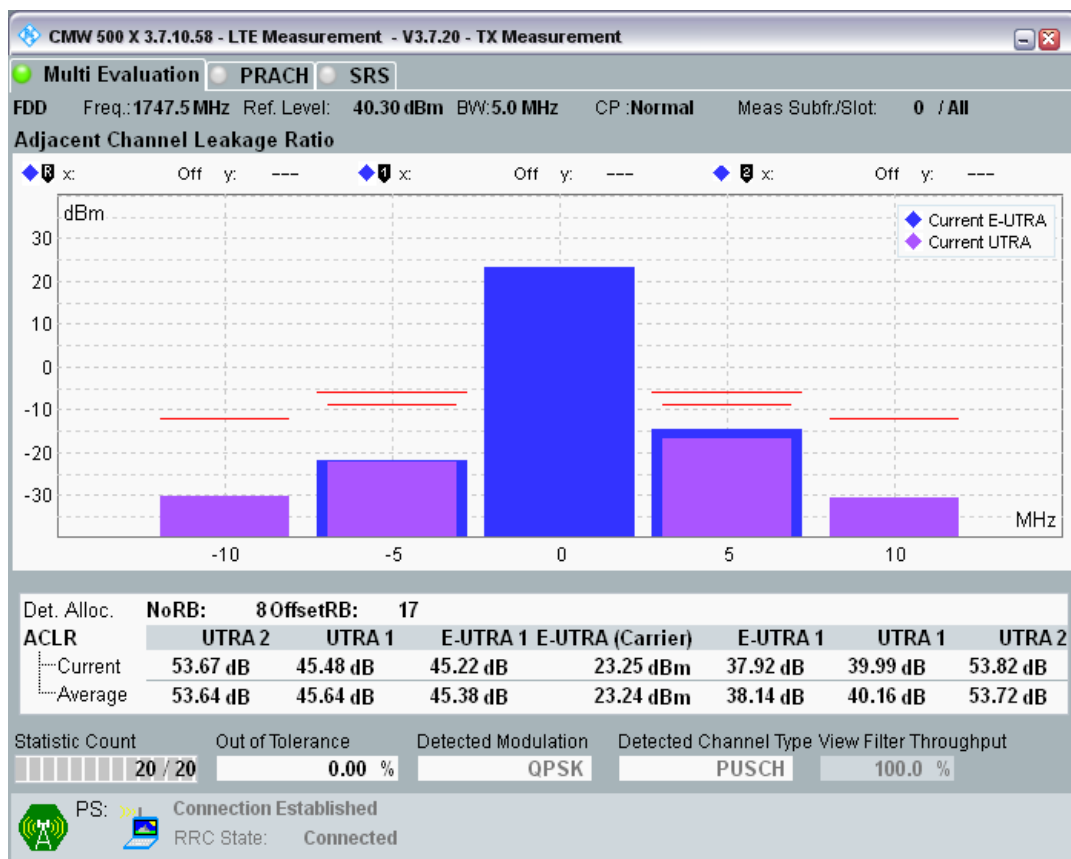 CMW 500 X 3.7.10.58 - LTE Measurement - V3.7.20 - TX Measurement
Multi Evaluation PRACH SRS
FDD Freq.: 1747.5 MHz Ref. Level: 40.30 dBm BW: 5.0 MHz CP : Normal Meas Subfr./Slot: 0 / All
Adjacent Channel Leakage Ratio
R x: Off y: --- 1 x: Off y: --- 2 x: Off y: ---
dBm
Current E-UTRA
Current UTRA
30
20
10
0
-10
-20
-30
MHz
-10 -5 0 5 10
Det. Alloc. NoRB: 8 OffsetRB: 17
ACLR UTRA 2 UTRA 1 E-UTRA 1 E-UTRA (Carrier) E-UTRA 1 UTRA 1 UTRA 2
Current 53.67 dB 45.48 dB 45.22 dB 23.25 dBm 37.92 dB 39.99 dB 53.82 dB
Average 53.64 dB 45.64 dB 45.38 dB 23.24 dBm 38.14 dB 40.16 dB 53.72 dB
Statistic Count Out of Tolerance Detected Modulation Detected Channel Type View Filter Throughput
20 / 20 0.00 % QPSK PUSCH 100.0 %
PS: Connection Established
RRC State: Connected